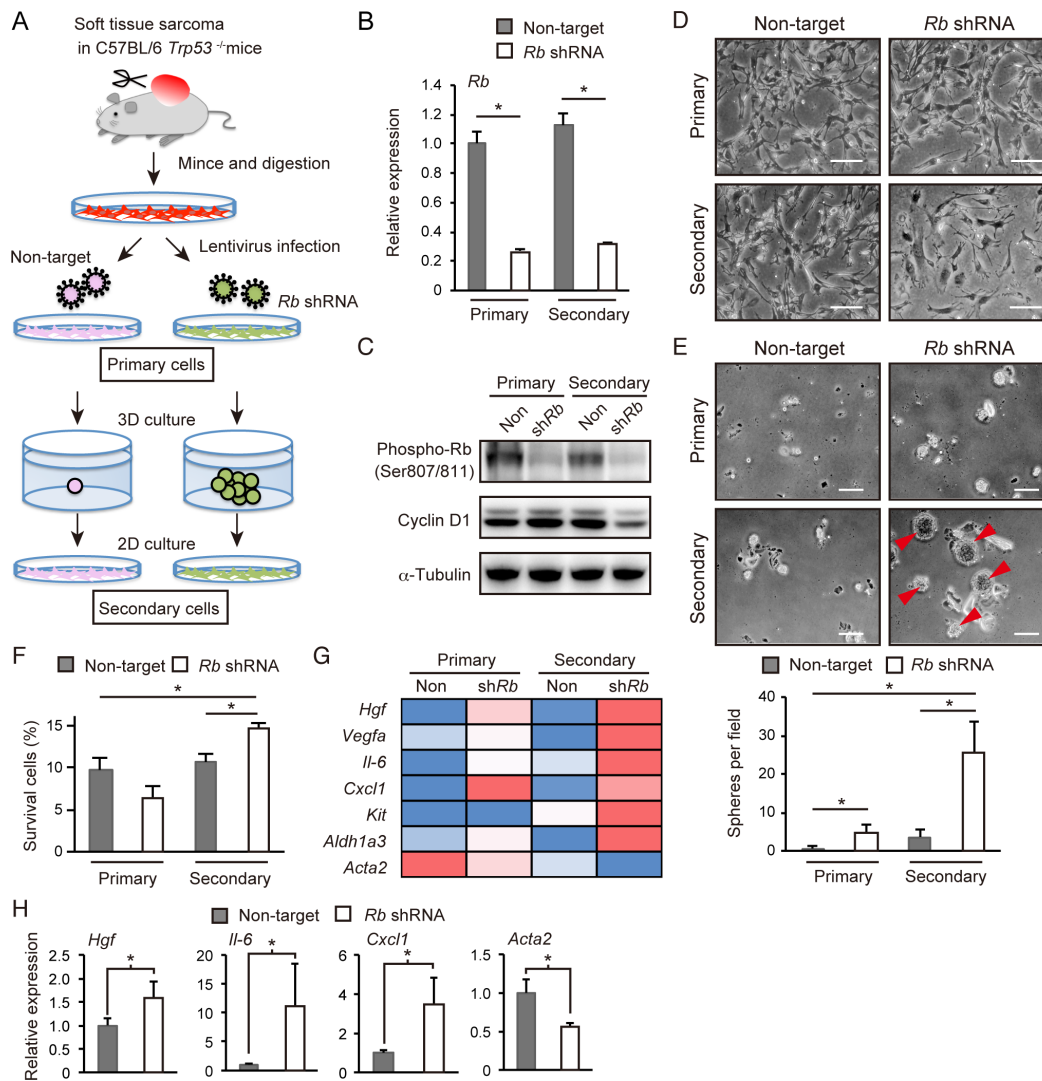 A
Soft tissue sarcoma
in C57BL/6 Trp53 -/- mice
Mince and digestion
Non-target
Lentivirus infection
Rb shRNA
Primary cells
3D culture
2D culture
Secondary cells
B
Non-target
Rb shRNA
Rb
Relative expression
1.4
1.2
1.0
0.8
0.6
0.4
0.2
0
*
*
Primary
Secondary
C
Primary
Secondary
Non
shRb
Non
shRb
Phospho-Rb
(Ser807/811)
Cyclin D1
α-Tubulin
D
Non-target
Rb shRNA
Primary
Secondary
E
Non-target
Rb shRNA
Primary
Secondary
Non-target
Rb shRNA
Spheres per field
40
30
20
10
0
*
*
*
Primary
Secondary
F
Non-target
Rb shRNA
Survival cells (%)
15
10
5
0
*
*
Primary
Secondary
G
Primary
Secondary
Non
shRb
Non
shRb
Hgf
Vegfa
Il-6
Cxcl1
Kit
Aldh1a3
Acta2
H
Non-target
Rb shRNA
Relative expression
Hgf
2.5
2.0
1.5
1.0
0.5
0
*
Il-6
20
15
10
5
0
*
Cxcl1
6
4
2
0
*
Acta2
1.5
1.0
0.5
0
*